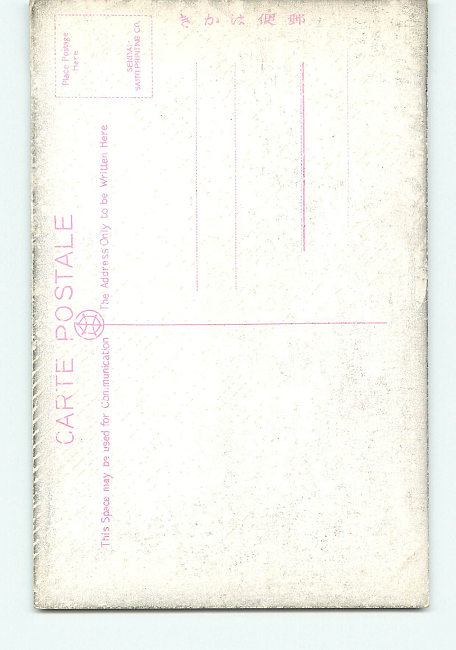 きかは便郵
CARTE POSTALE
Place Postage
Here
SENDAI
SAITO PRINTING CO.
This Space may be used for Communication
The Address Only to be Written Here